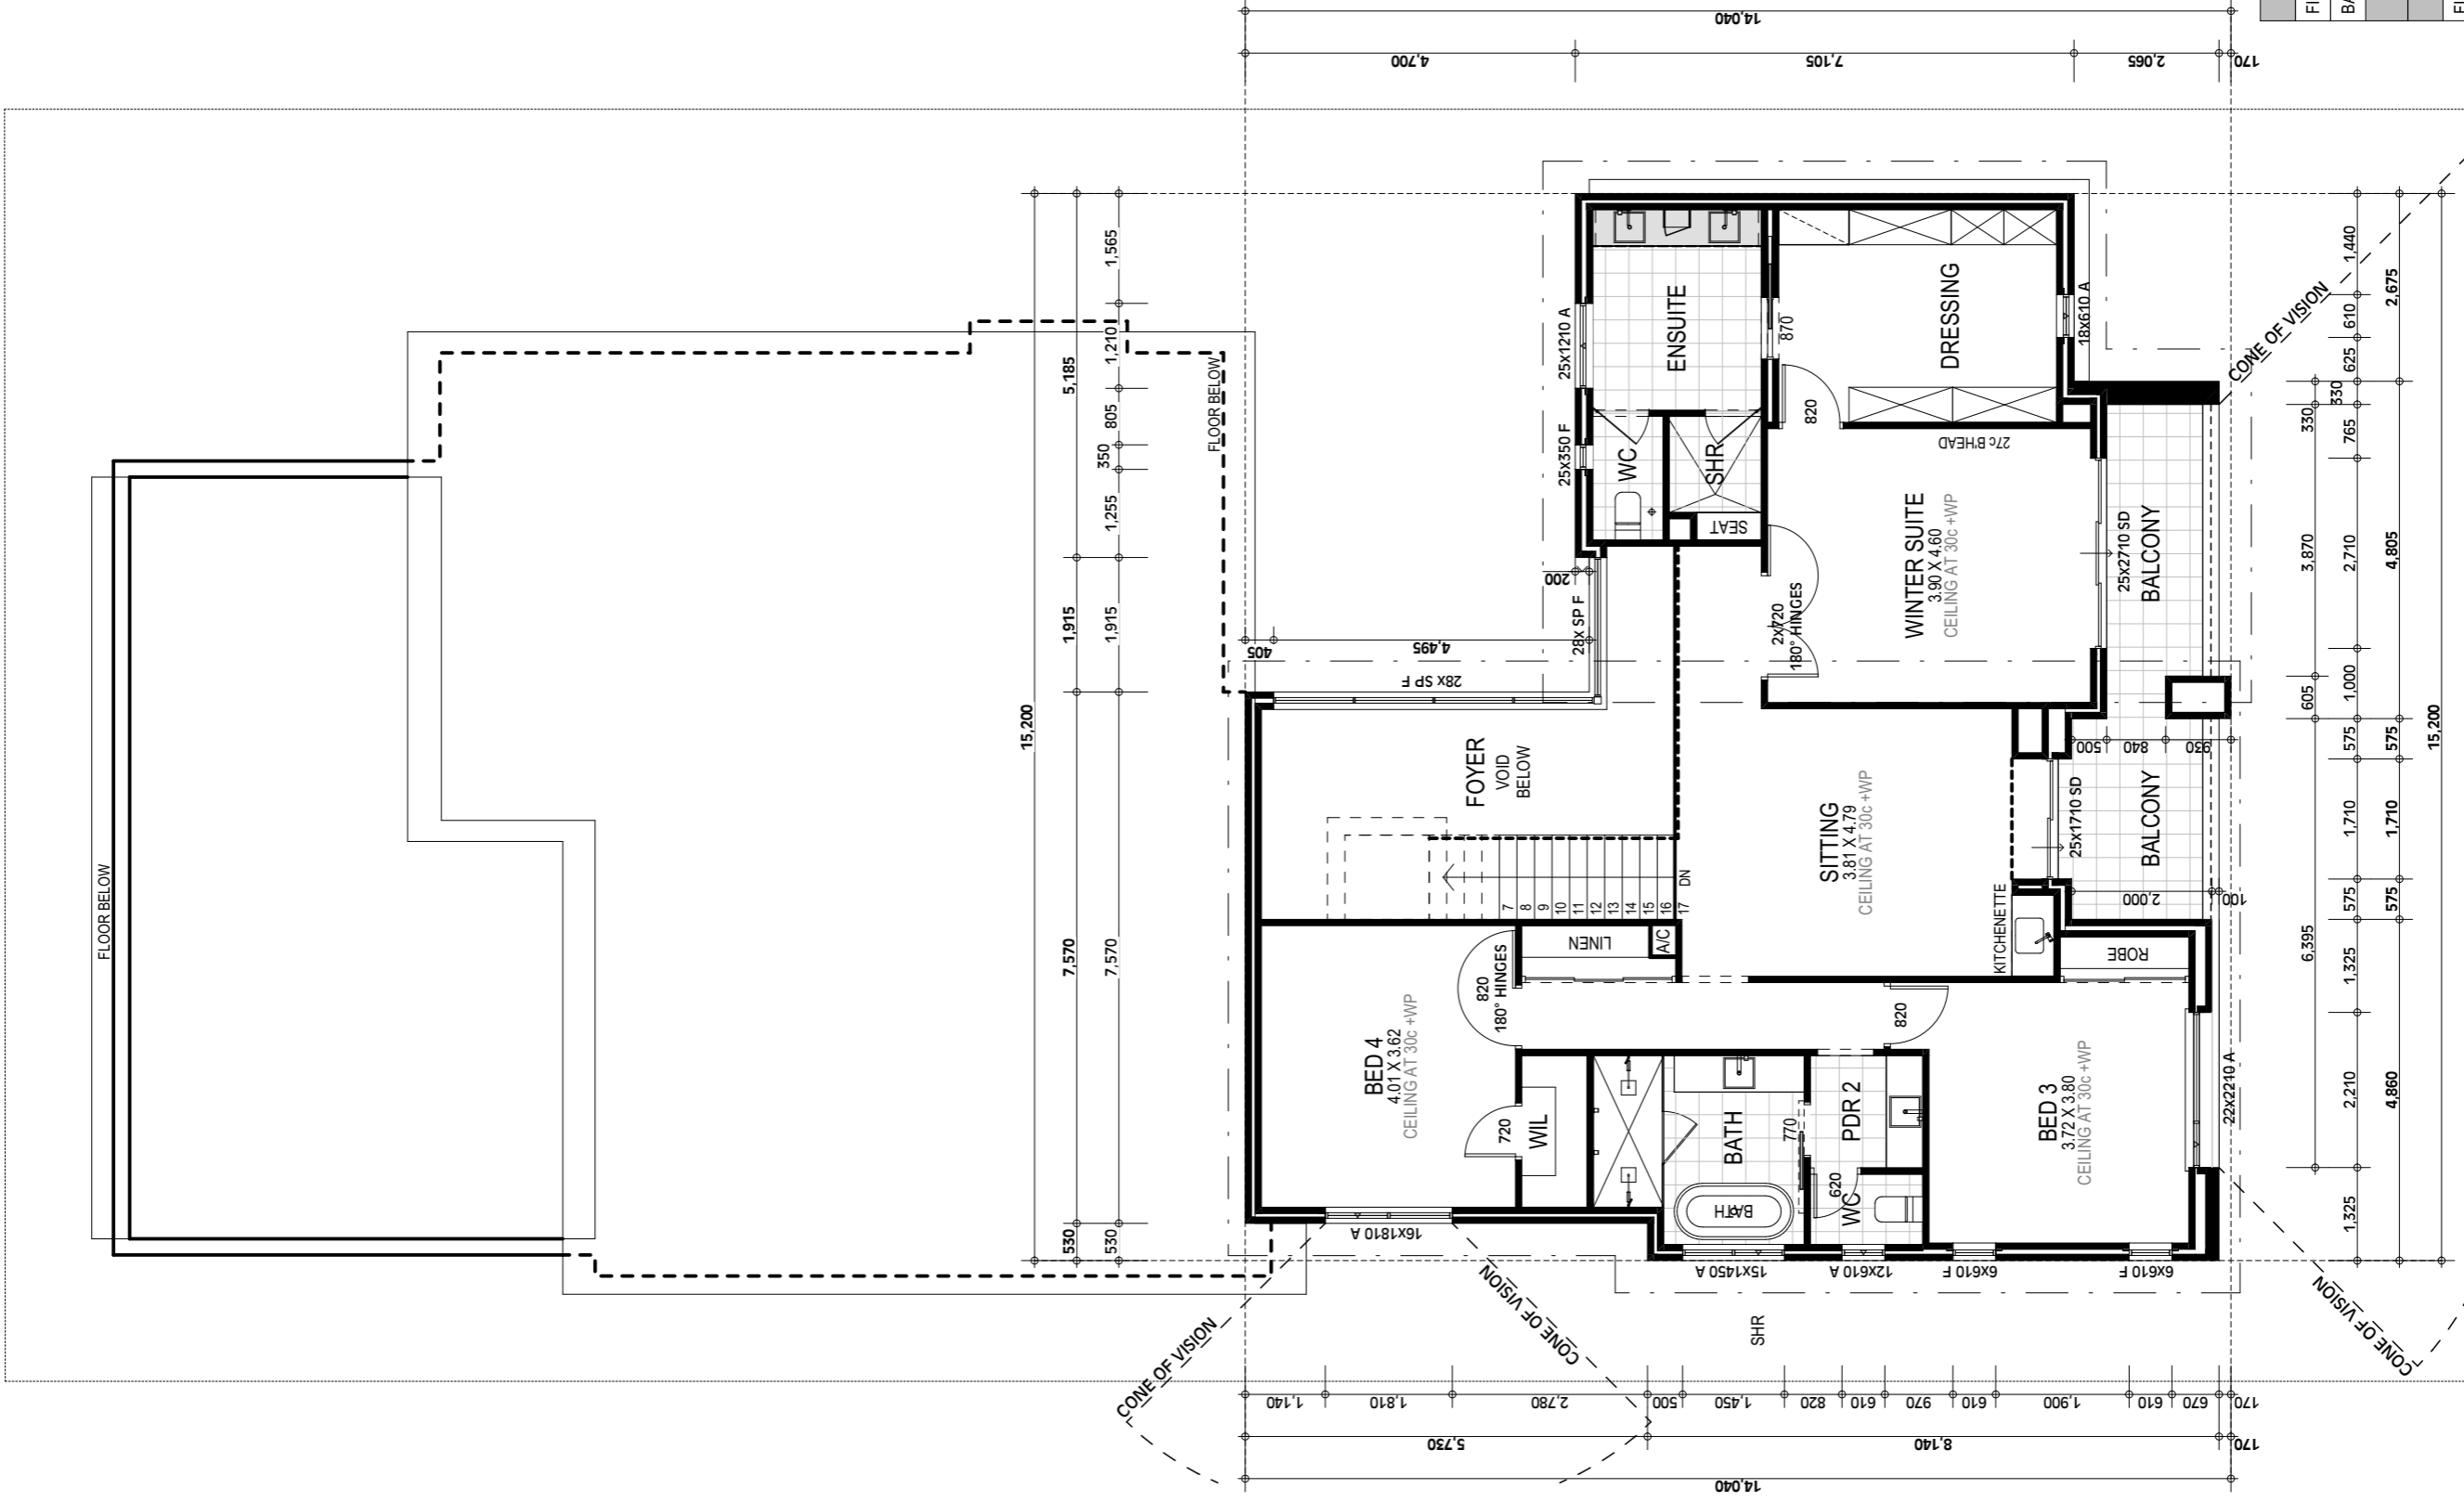 14,040
4,700
7,105
2,065
170
FLOOR BELOW
15,200
5,185
1,915
7,570
530
1,565
1,210
805
350
1,255
1,915
7,570
530
FLOOR BELOW
405
4,495
28x SP F
28x SP F
200
25x1210 A
25x350 F
ENSUITE
WC
SHR
SEAT
870
820
DRESSING
18x610 A
27c B'HEAD
WINTER SUITE
3.90 X 4.60
CEILING AT 30c +WP
2x720
180° HINGES
25x2710 SD
BALCONY
FOYER
VOID
BELOW
7
8
9
10
11
12
13
14
15
16
17
DN
SITTING
3.81 X 4.79
CEILING AT 30c +WP
25x1710 SD
BALCONY
500
840
930
2,000
100
KITCHENETTE
ROBE
LINEN
A/C
BED 4
4.01 X 3.62
CEILING AT 30c +WP
820
180° HINGES
720
WIL
BATH
BATH
770
PDR 2
620
WC
820
BED 3
3.72 X 3.80
CEILING AT 30c +WP
22x2210 A
16x1810 A
15x1450 A
12x610 A
6x610 F
6x610 F
SHR
CONE OF VISION
CONE OF VISION
CONE OF VISION
CONE OF VISION
330
3,870
605
6,395
1,440
610
625
330
765
2,710
1,000
575
1,710
575
1,325
2,210
1,325
2,675
4,805
575
1,710
575
4,860
15,200
1,140
1,810
2,780
500
1,450
820
610
970
610
1,900
610
670
170
5,730
8,140
170
14,040